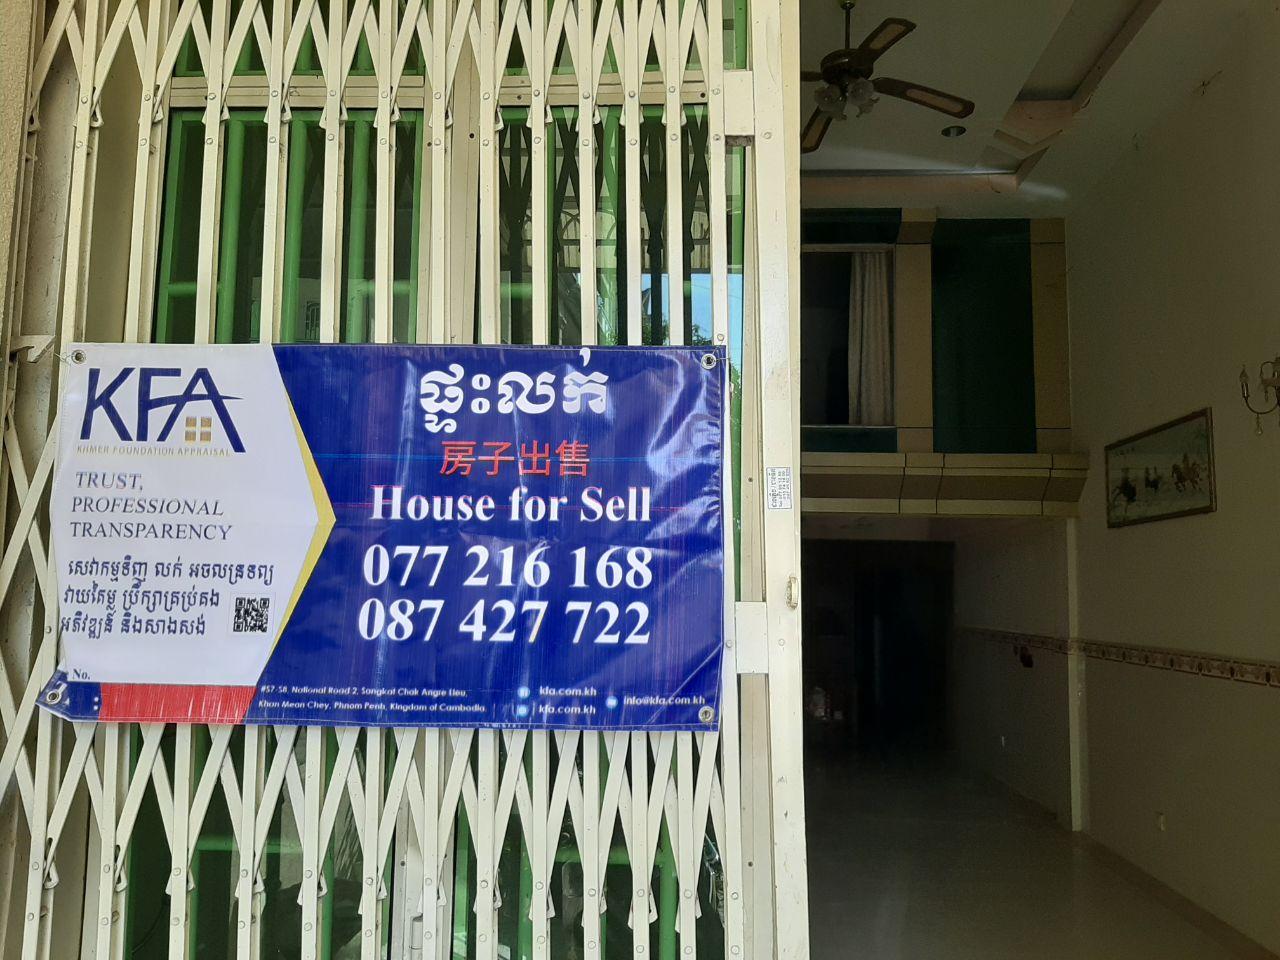 KFA
KHMER FOUNDATION APPRAISAL
TRUST,
PROFESSIONAL
TRANSPARENCY
សេវាកម្មទិញ លក់ អចលនទ្រព្យ
វាយតម្លៃ ប្រឹក្សាគ្រប់គ្រង
អភិវឌ្ឍន៍ និងសាងសង់
No.
ផ្ទះលក់
房子出售
House for Sell
077 216 168
087 427 722
#57-58, National Road 2, Sangkat Chak Angre Lieu,
Khan Mean Chey, Phnom Penh, Kingdom of Cambodia.
kfa.com.kh
kfa.com.kh
info@kfa.com.kh